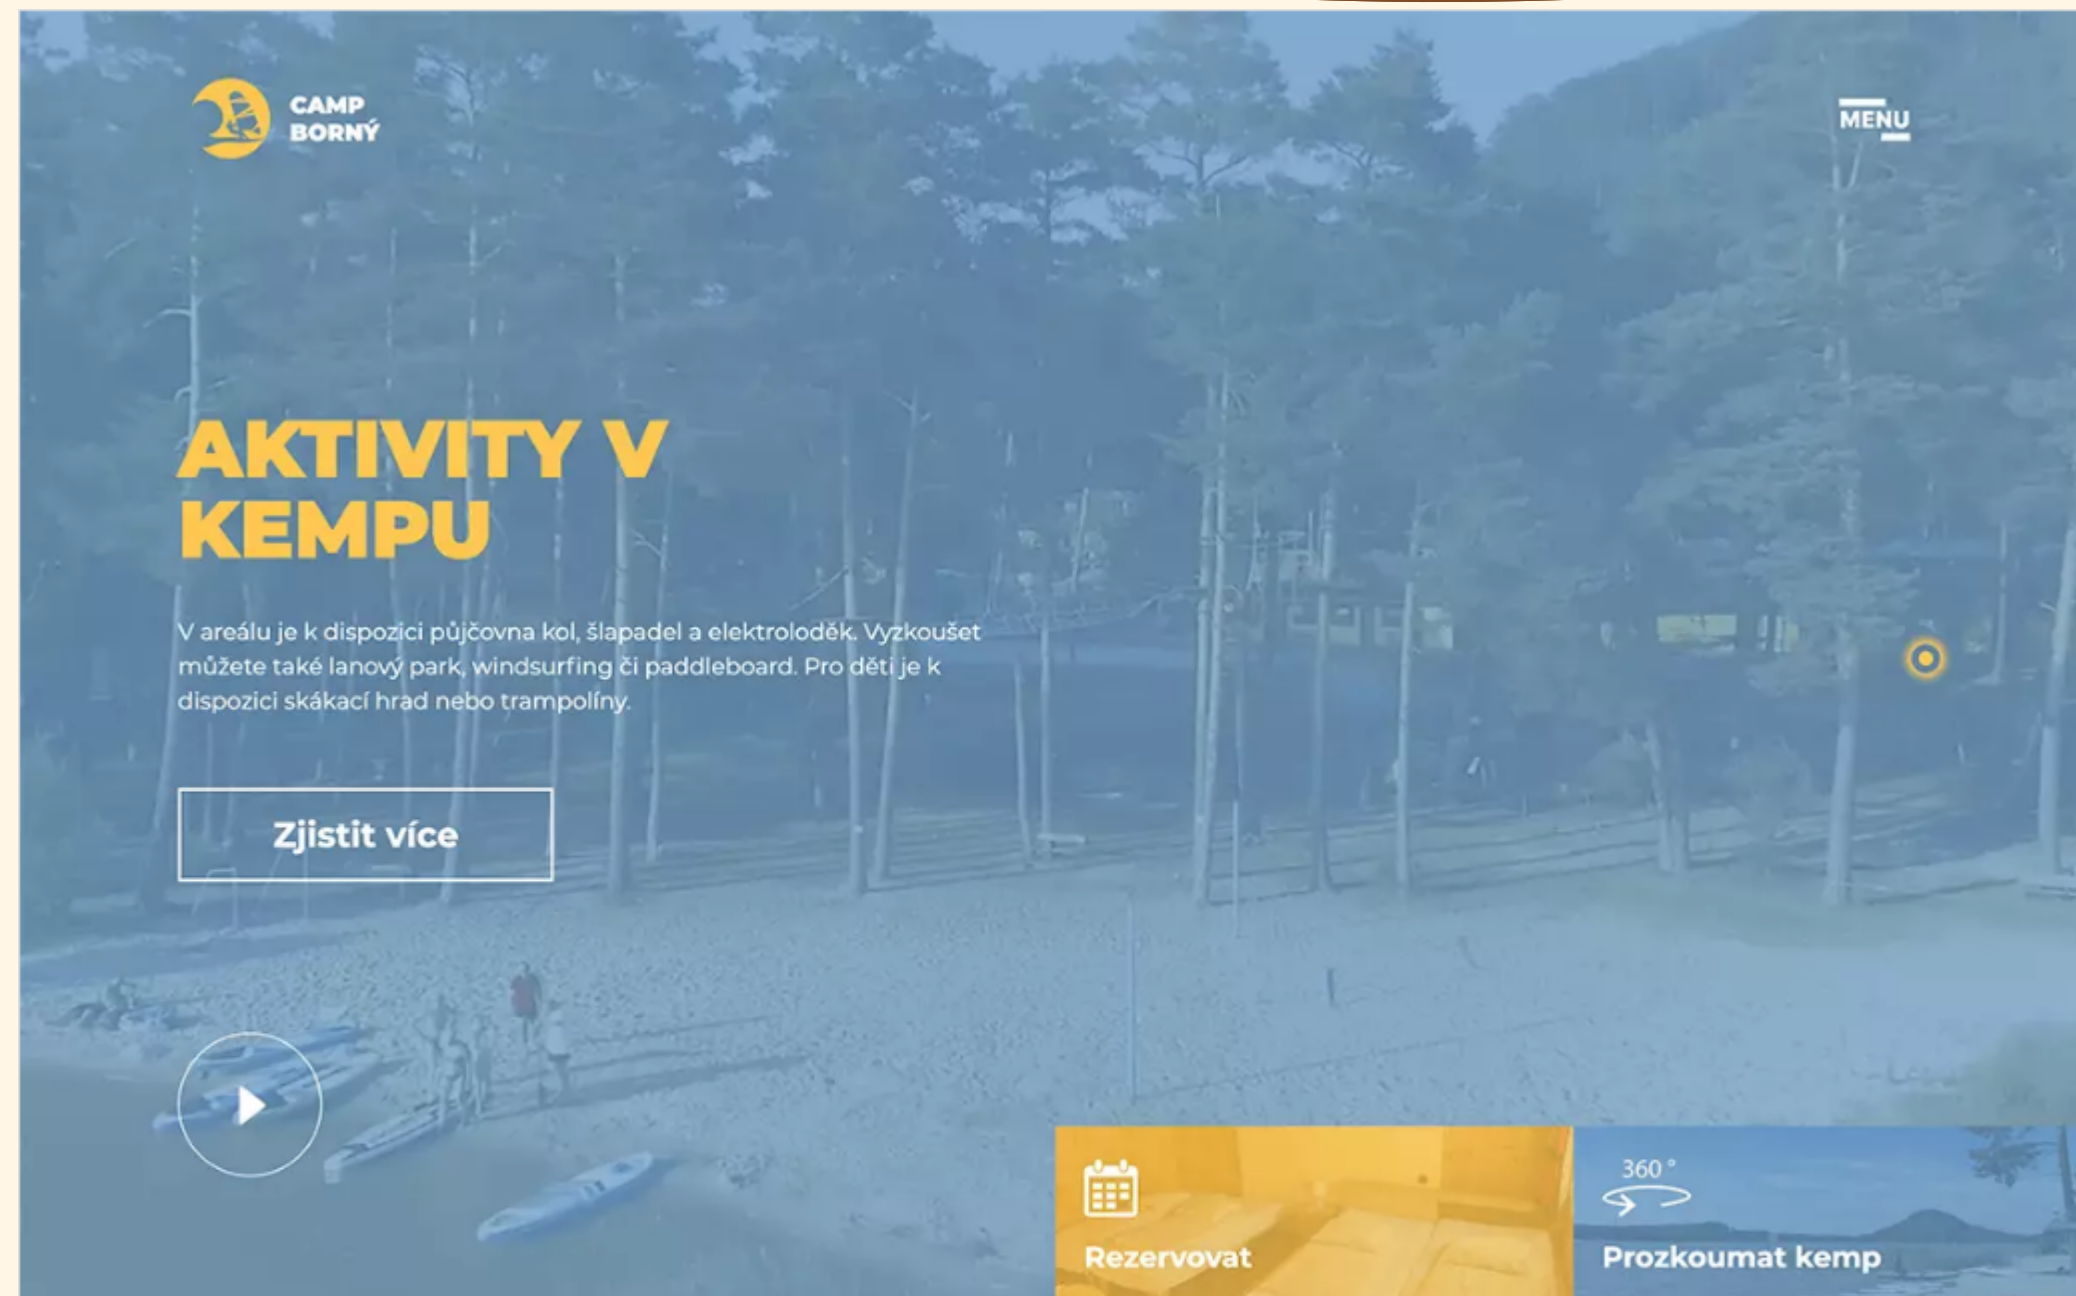 CAMP
BORNÝ
MENU
AKTIVITY V
KEMPU
V areálu je k dispozici půjčovna kol, šlapadel a elektroloděk. Vyzkoušet
můžete také lanový park, windsurfing či paddleboard. Pro děti je k
dispozici skákací hrad nebo trampolíny.
Zjistit více
360°
Rezervovat
Prozkoumat kemp